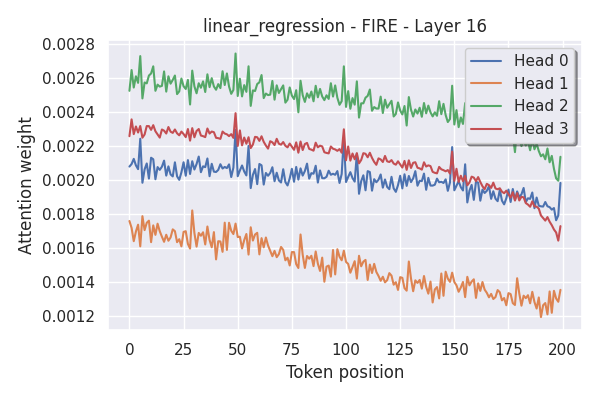 linear_regression - FIRE - Layer 16
0.0028
0.0026
0.0024
0.0022
0.0020
0.0018
0.0016
0.0014
0.0012
Attention weight
Head 0
Head 1
Head 2
Head 3
0 25 50 75 100 125 150 175 200
Token position